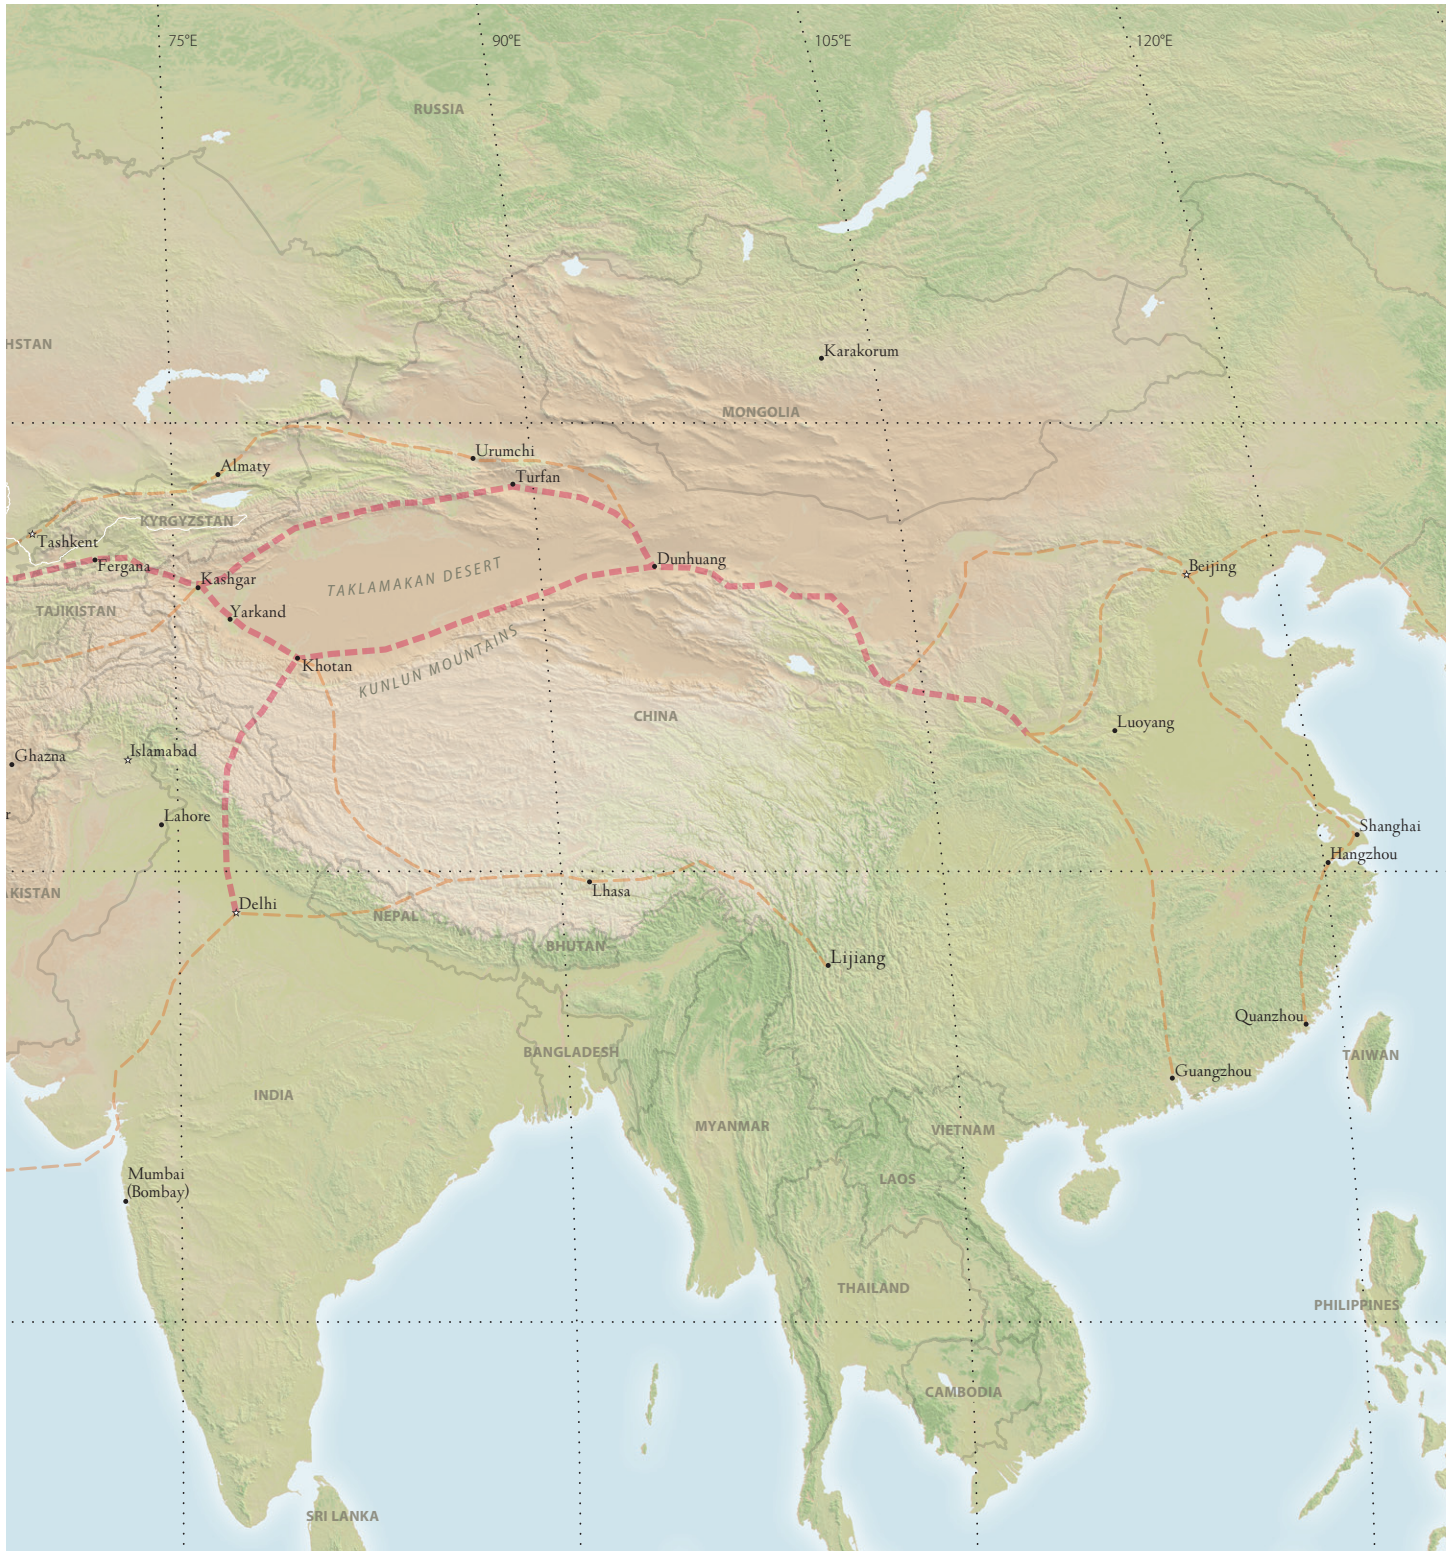 75°E
90°E
105°E
120°E
RUSSIA
HSTAN
Karakorum
MONGOLIA
Urumchi
Almaty
Turfan
KYRGYZSTAN
Tashkent
Fergana
Kashgar
TAKLAMAKAN DESERT
Dunhuang
Beijing
TAJIKISTAN
Yarkand
Khotan
KUNLUN MOUNTAINS
CHINA
Luoyang
Ghazna
Islamabad
r
Lahore
Shanghai
Hangzhou
AKISTAN
Lhasa
Delhi
NEPAL
BHUTAN
Lijiang
Quanzhou
BANGLADESH
TAIWAN
Guangzhou
INDIA
MYANMAR
VIETNAM
LAOS
Mumbai
(Bombay)
THAILAND
PHILIPPINES
CAMBODIA
SRI LANKA